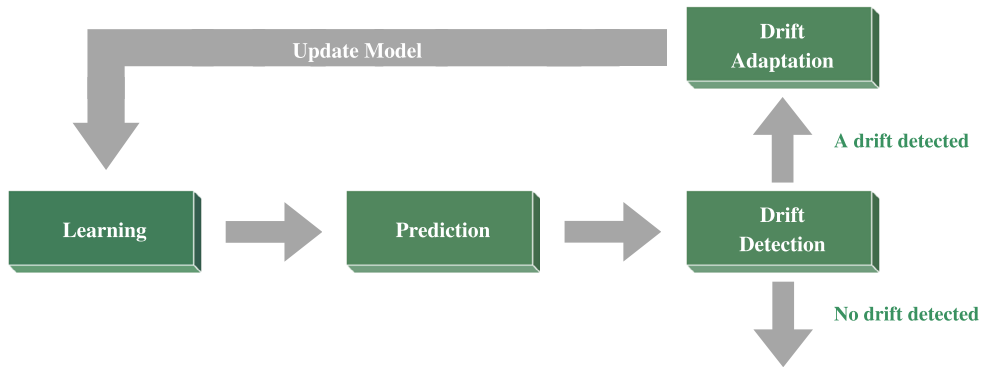 Drift
Adaptation
Update Model
A drift detected
Learning
Prediction
Drift
Detection
No drift detected